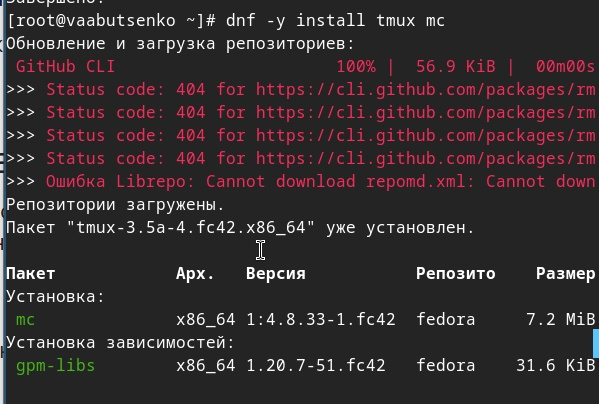 [root@vaabutsenko ~]# dnf -y install tmux mc
Обновление и загрузка репозиториев:
GitHub CLI 100% | 56.9 KiB | 00m00s
>>> Status code: 404 for https://cli.github.com/packages/rm
>>> Status code: 404 for https://cli.github.com/packages/rm
>>> Status code: 404 for https://cli.github.com/packages/rm
>>> Status code: 404 for https://cli.github.com/packages/rm
>>> Ошибка Librepo: Cannot download repomd.xml: Cannot down
Репозитории загружены.
Пакет "tmux-3.5a-4.fc42.x86_64" уже установлен.
Пакет Арх. Версия Репозито Размер
Установка:
mc x86_64 1:4.8.33-1.fc42 fedora 7.2 MiB
Установка зависимостей:
gpm-libs x86_64 1.20.7-51.fc42 fedora 31.6 KiB